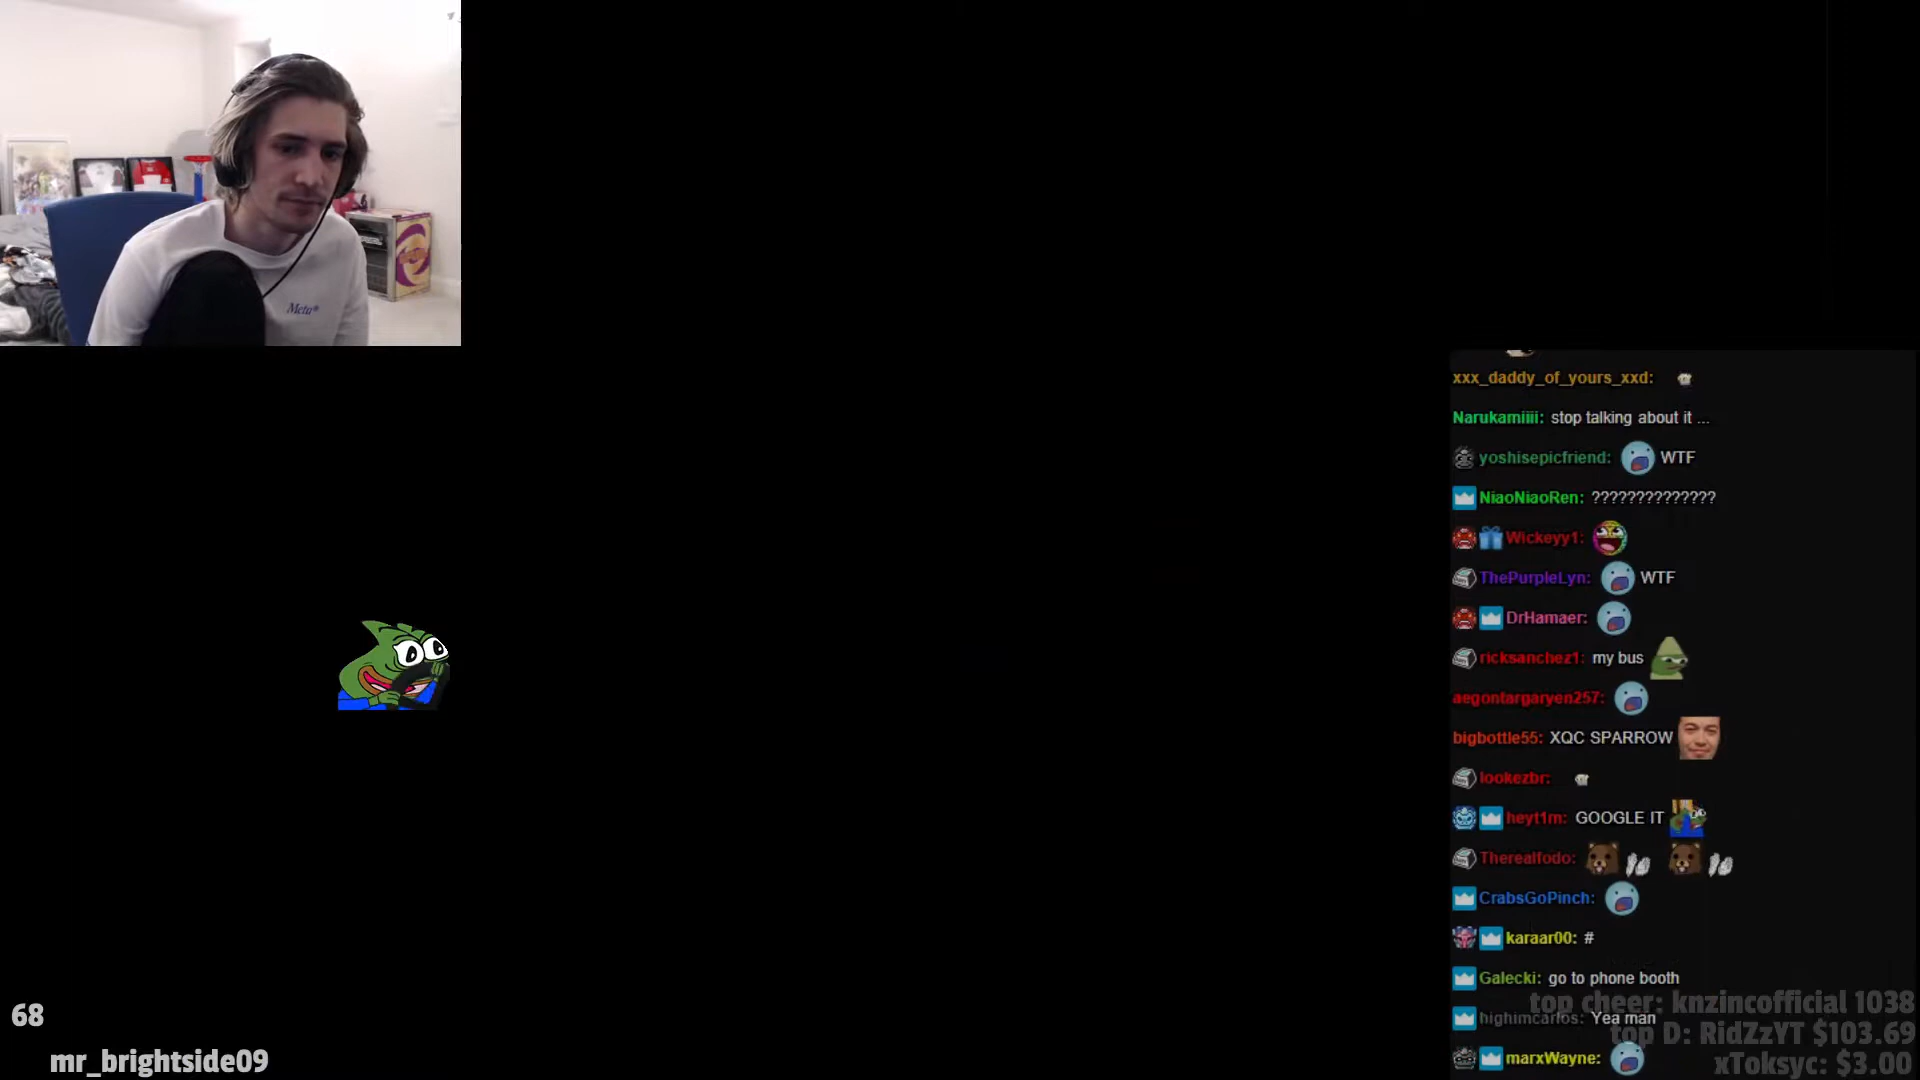 Metu®
xxx_daddy_of_yours_xxd:
Narukamiiii: stop talking about it ...
yoshisepicfriend: WTF
NiaoNiaoRen: ??????????????
Wickeyy1:
ThePurpleLyn: WTF
DrHamaer:
ricksanchez1: my bus
aegontargaryen257:
bigbottle55: XQC SPARROW
lookezbr:
heyt1m: GOOGLE IT
Therealfodo:
CrabsGoPinch:
karaar00: #
Galecki: go to phone booth
top cheer: knzincofficial 1038
highimcarlos: Yea man
top D: RidZzYT $103.69
marxWayne:
xToksyc: $3.00
68
mr_brightside09